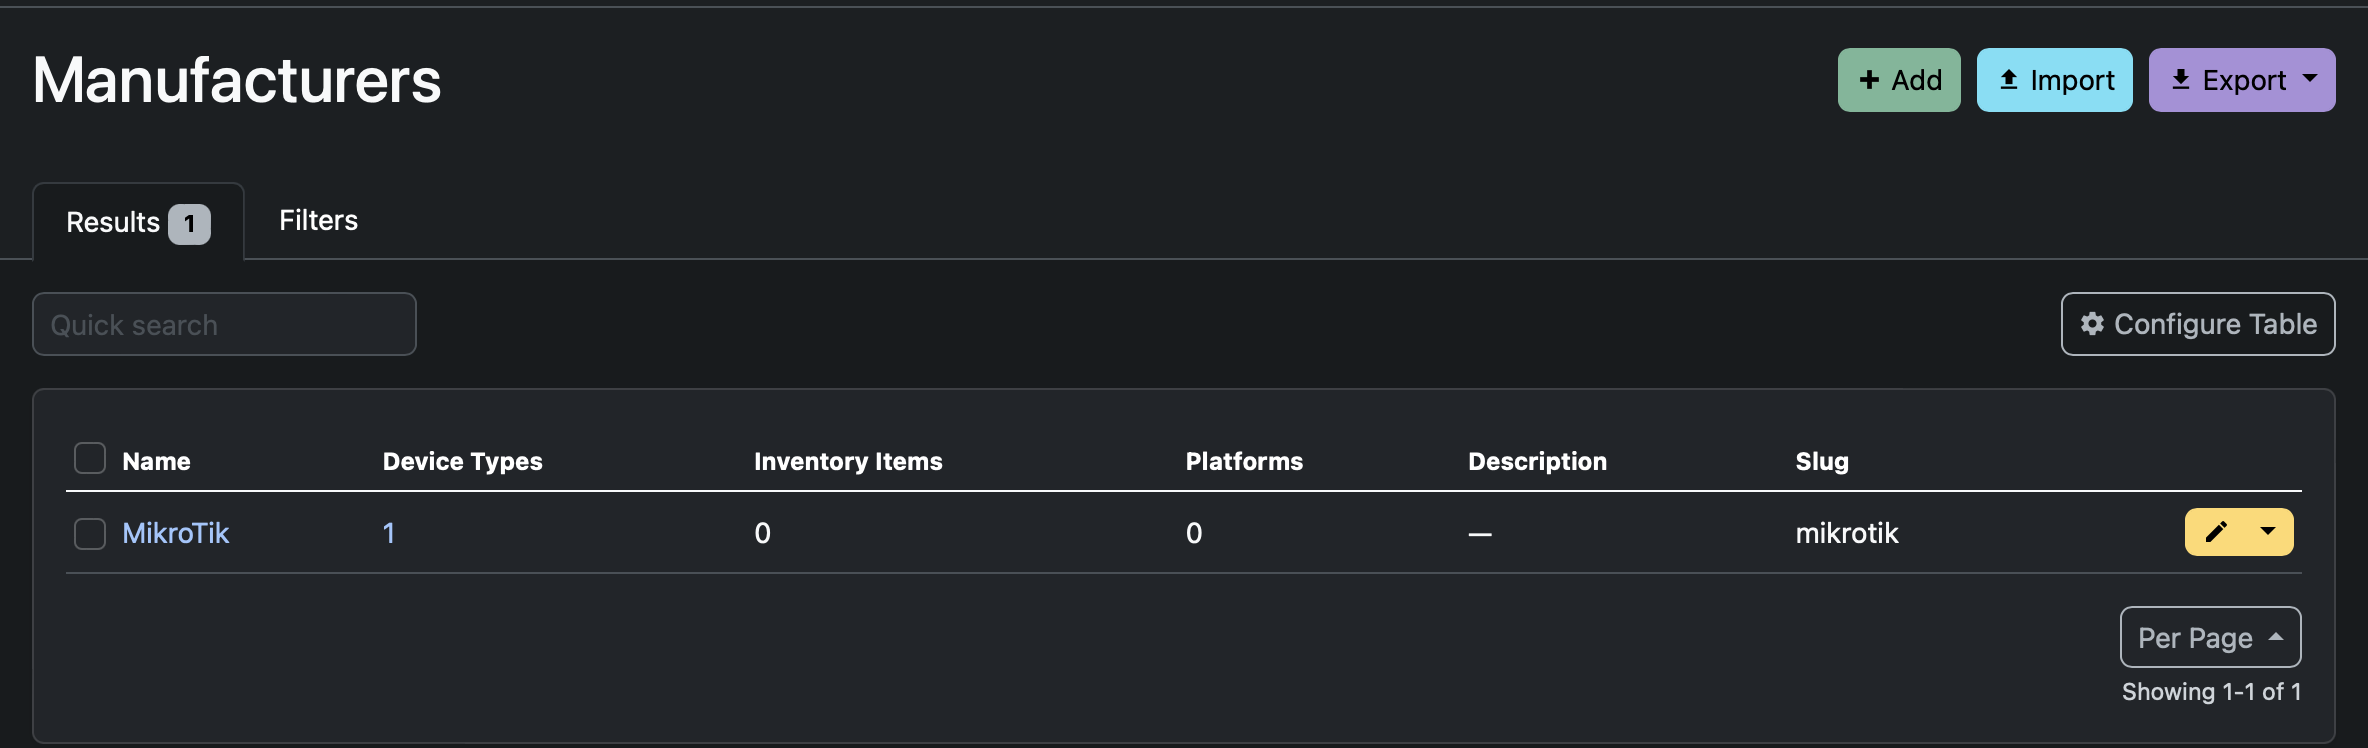 Manufacturers
Add
Import
Export
Results 1
Filters
Quick search
Configure Table
Name Device Types Inventory Items Platforms Description Slug
MikroTik 1 0 0 — mikrotik
Per Page
Showing 1-1 of 1